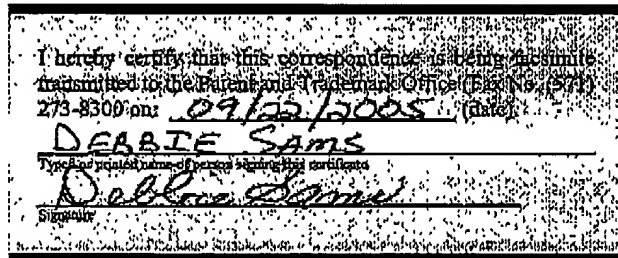 I hereby certify that this correspondence is being facsimile
transmitted to the Patent and Trademark Office (Fax No. (571)
273-8300 on: 09/22/2005 (date).
DEBBIE SAMS
Typed or printed name of person signing this certificate
Debbie Sams
Signature